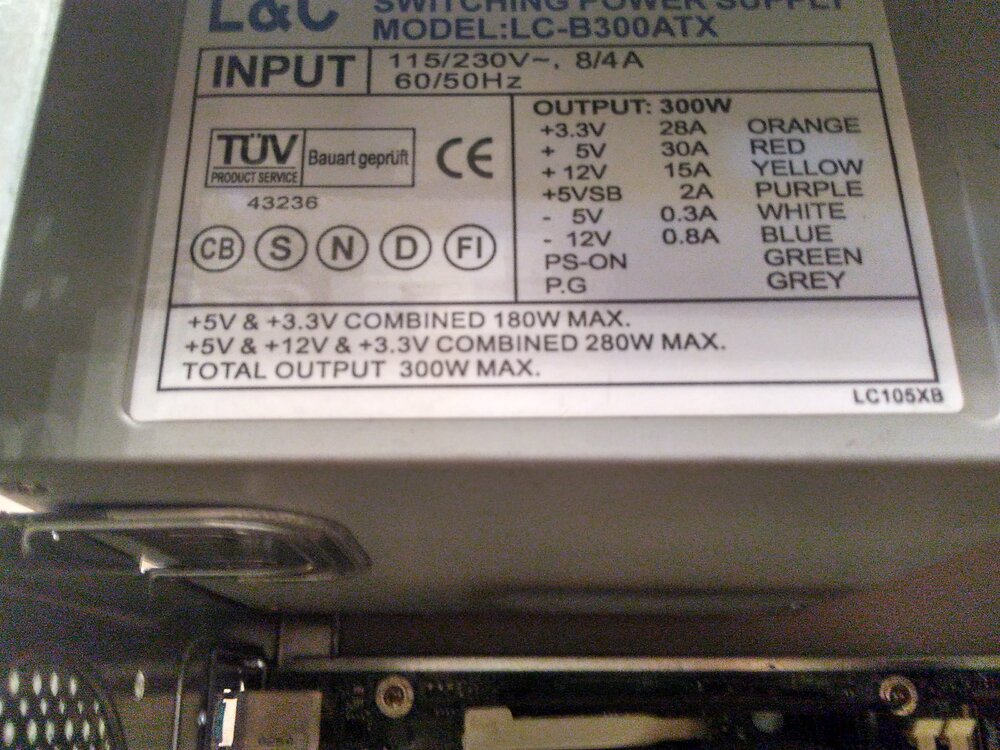 L&C SWITCHING POWER SUPPLY
MODEL:LC-B300ATX
INPUT 115/230V~, 8/4A
60/50Hz
TÜV Bauart geprüft
PRODUCT SERVICE
43236
CE
CB S N D FI
OUTPUT: 300W
+3.3V 28A ORANGE
+ 5V 30A RED
+ 12V 15A YELLOW
+5VSB 2A PURPLE
- 5V 0.3A WHITE
- 12V 0.8A BLUE
PS-ON GREEN
P.G GREY
+5V & +3.3V COMBINED 180W MAX.
+5V & +12V & +3.3V COMBINED 280W MAX.
TOTAL OUTPUT 300W MAX.
LC105XB